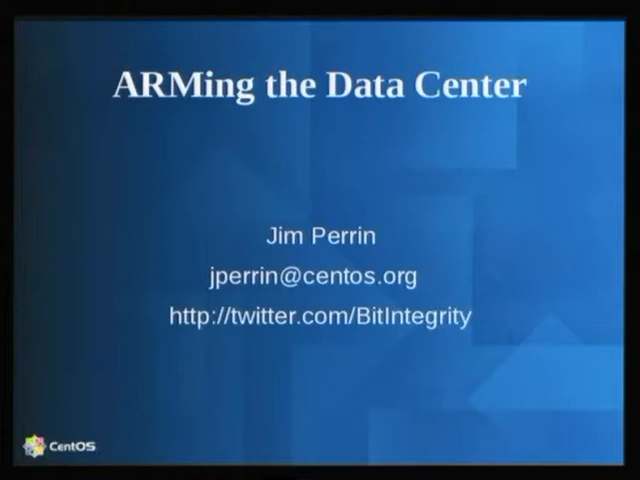 ARMing the Data Center
Jim Perrin
jperrin@centos.org
http://twitter.com/BitIntegrity
CentOS